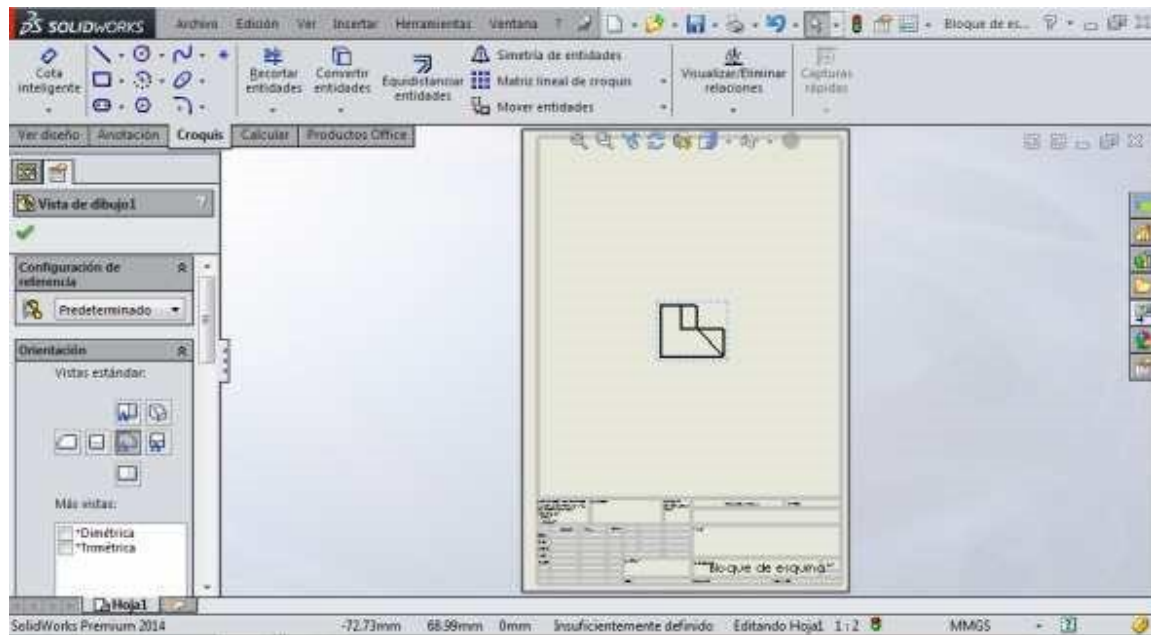 SOLIDWORKS Archivo Edición Ver Insertar Herramientas Ventana ? Bloque de es...
Cota inteligente
Recortar entidades
Convertir entidades
Equidistanciar entidades
Simetría de entidades
Matriz lineal de croquis
Mover entidades
Visualizar/Eliminar relaciones
Capturas rápidas
Ver diseño Anotación Croquis Calcular Productos Office
Vista de dibujo1 ?
Configuración de
referencia
Predeterminado
Orientación
Vistas estándar:
Más vistas:
*Dimétrica
*Trimétrica
Bloque de esquina
Hoja1
SolidWorks Premium 2014 -72.73mm 68.99mm 0mm Insuficientemente definido Editando Hoja1 1:2 MMGS